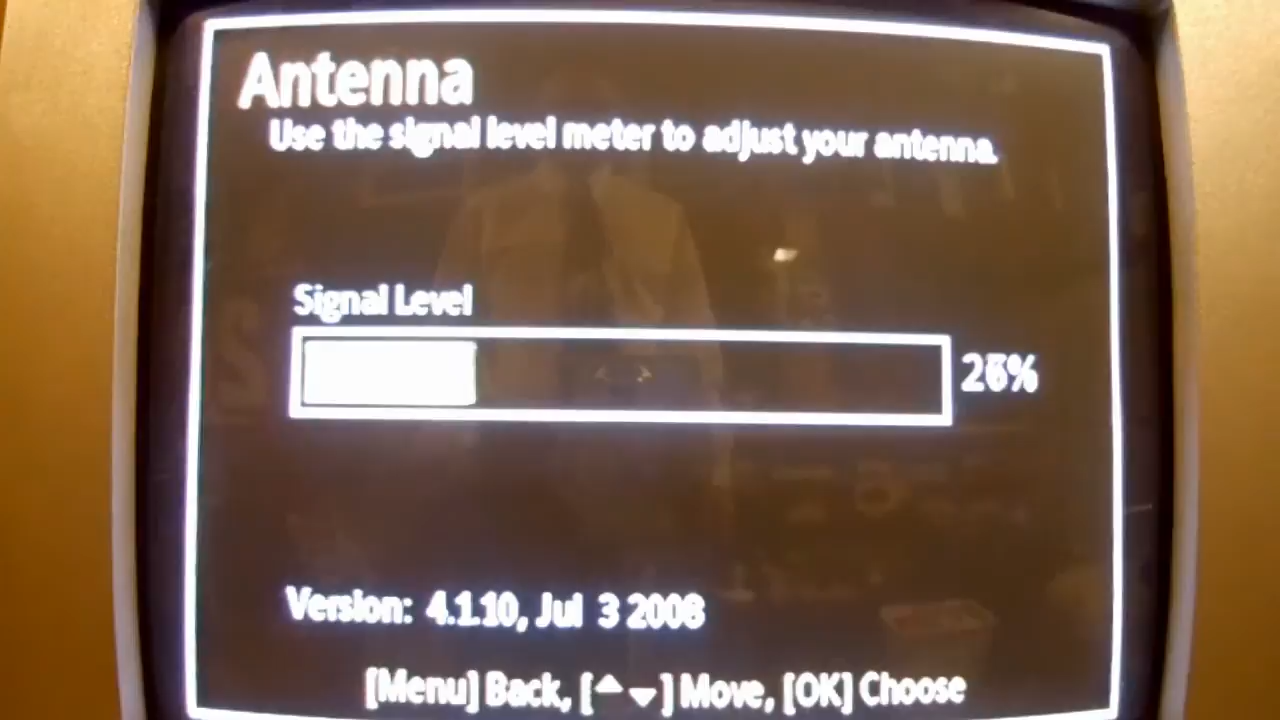 Antenna
Use the signal level meter to adjust your antenna.
Signal Level
Version: 4.1.10, Jul 3 2008
[Menu] Back, [▲▼] Move, [OK] Choose